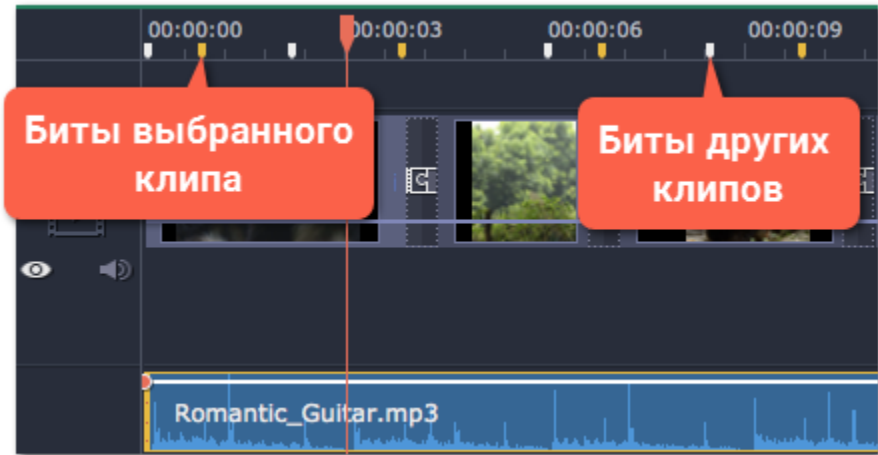 00:00:00 00:00:03 00:00:06 00:00:09
Биты выбранного
клипа
Биты других
клипов
Romantic_Guitar.mp3